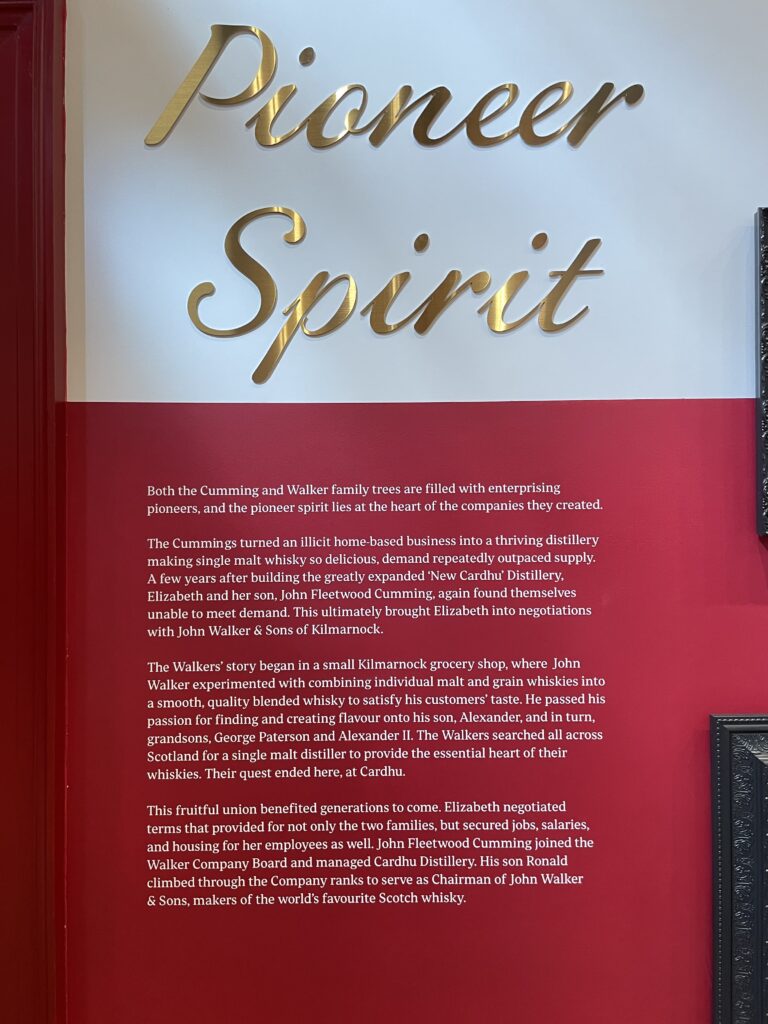 Pioneer
Spirit
Both the Cumming and Walker family trees are filled with enterprising
pioneers, and the pioneer spirit lies at the heart of the companies they created.
The Cummings turned an illicit home-based business into a thriving distillery
making single malt whisky so delicious, demand repeatedly outpaced supply.
A few years after building the greatly expanded ‘New Cardhu’ Distillery,
Elizabeth and her son, John Fleetwood Cumming, again found themselves
unable to meet demand. This ultimately brought Elizabeth into negotiations
with John Walker & Sons of Kilmarnock.
The Walkers’ story began in a small Kilmarnock grocery shop, where John
Walker experimented with combining individual malt and grain whiskies into
a smooth, quality blended whisky to satisfy his customers’ taste. He passed his
passion for finding and creating flavour onto his son, Alexander, and in turn,
grandsons, George Paterson and Alexander II. The Walkers searched all across
Scotland for a single malt distiller to provide the essential heart of their
whiskies. Their quest ended here, at Cardhu.
This fruitful union benefited generations to come. Elizabeth negotiated
terms that provided for not only the two families, but secured jobs, salaries,
and housing for her employees as well. John Fleetwood Cumming joined the
Walker Company Board and managed Cardhu Distillery. His son Ronald
climbed through the Company ranks to serve as Chairman of John Walker
& Sons, makers of the world’s favourite Scotch whisky.